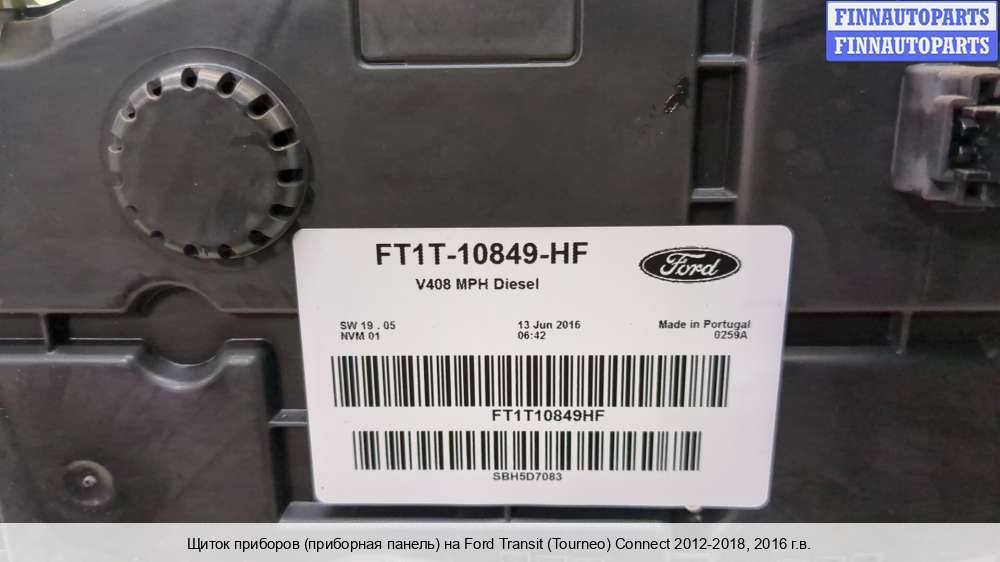 FINNAUTOPARTS
FINNAUTOPARTS
FT1T-10849-HF
Ford
V408 MPH Diesel
SW 19 . 05
NVM 01
13 Jun 2016
06:42
Made in Portugal
6259A
FT1T10849HF
SBH5D7083
Щиток приборов (приборная панель) на Ford Transit (Tourneo) Connect 2012-2018, 2016 г.в.